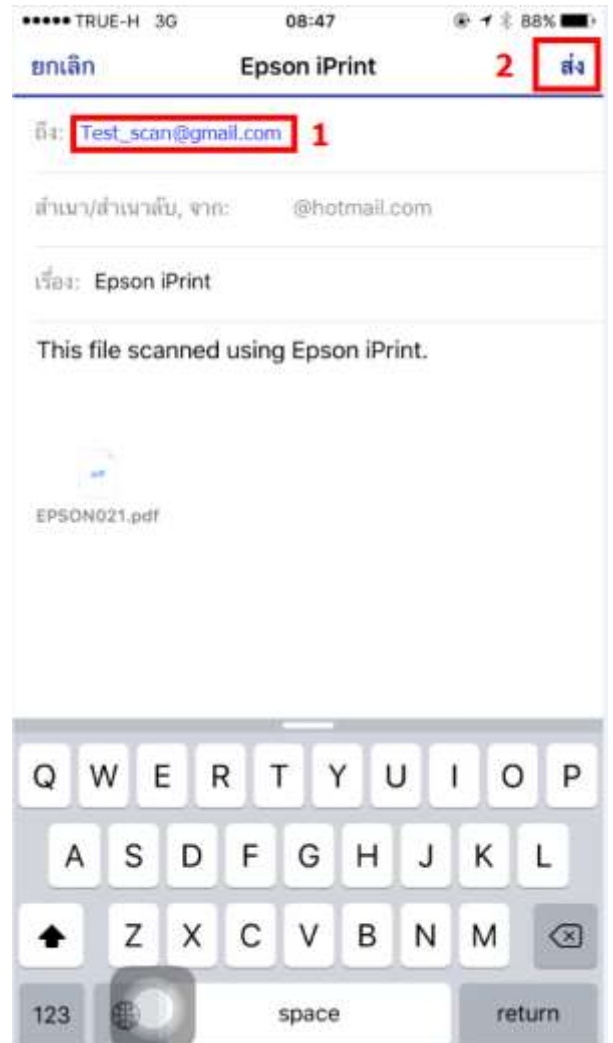 TRUE-H 3G 08:47 88%
ยกเลิก Epson iPrint 2 ส่ง
ถึง: Test_scan@gmail.com 1
สำเนา/สำเนาลับ, จาก: @hotmail.com
เรื่อง: Epson iPrint
This file scanned using Epson iPrint.
EPSON021.pdf
Q W E R T Y U I O P
A S D F G H J K L
Z X C V B N M
123 space return